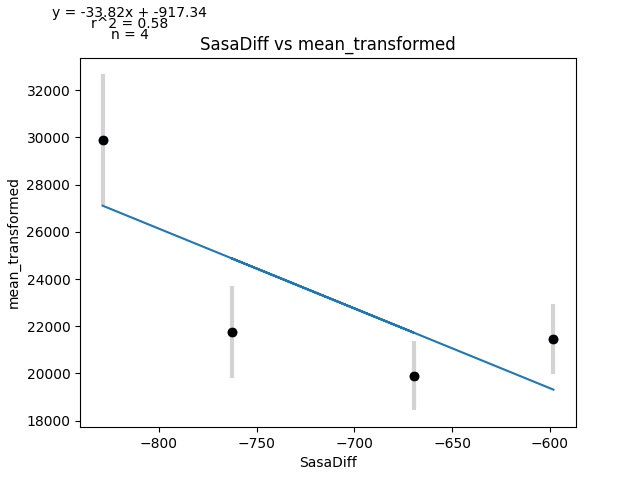 y = -33.82x + -917.34
r^2 = 0.58
n = 4
SasaDiff vs mean_transformed
mean_transformed
32000
30000
28000
26000
24000
22000
20000
18000
−800
−750
−700
−650
−600
SasaDiff